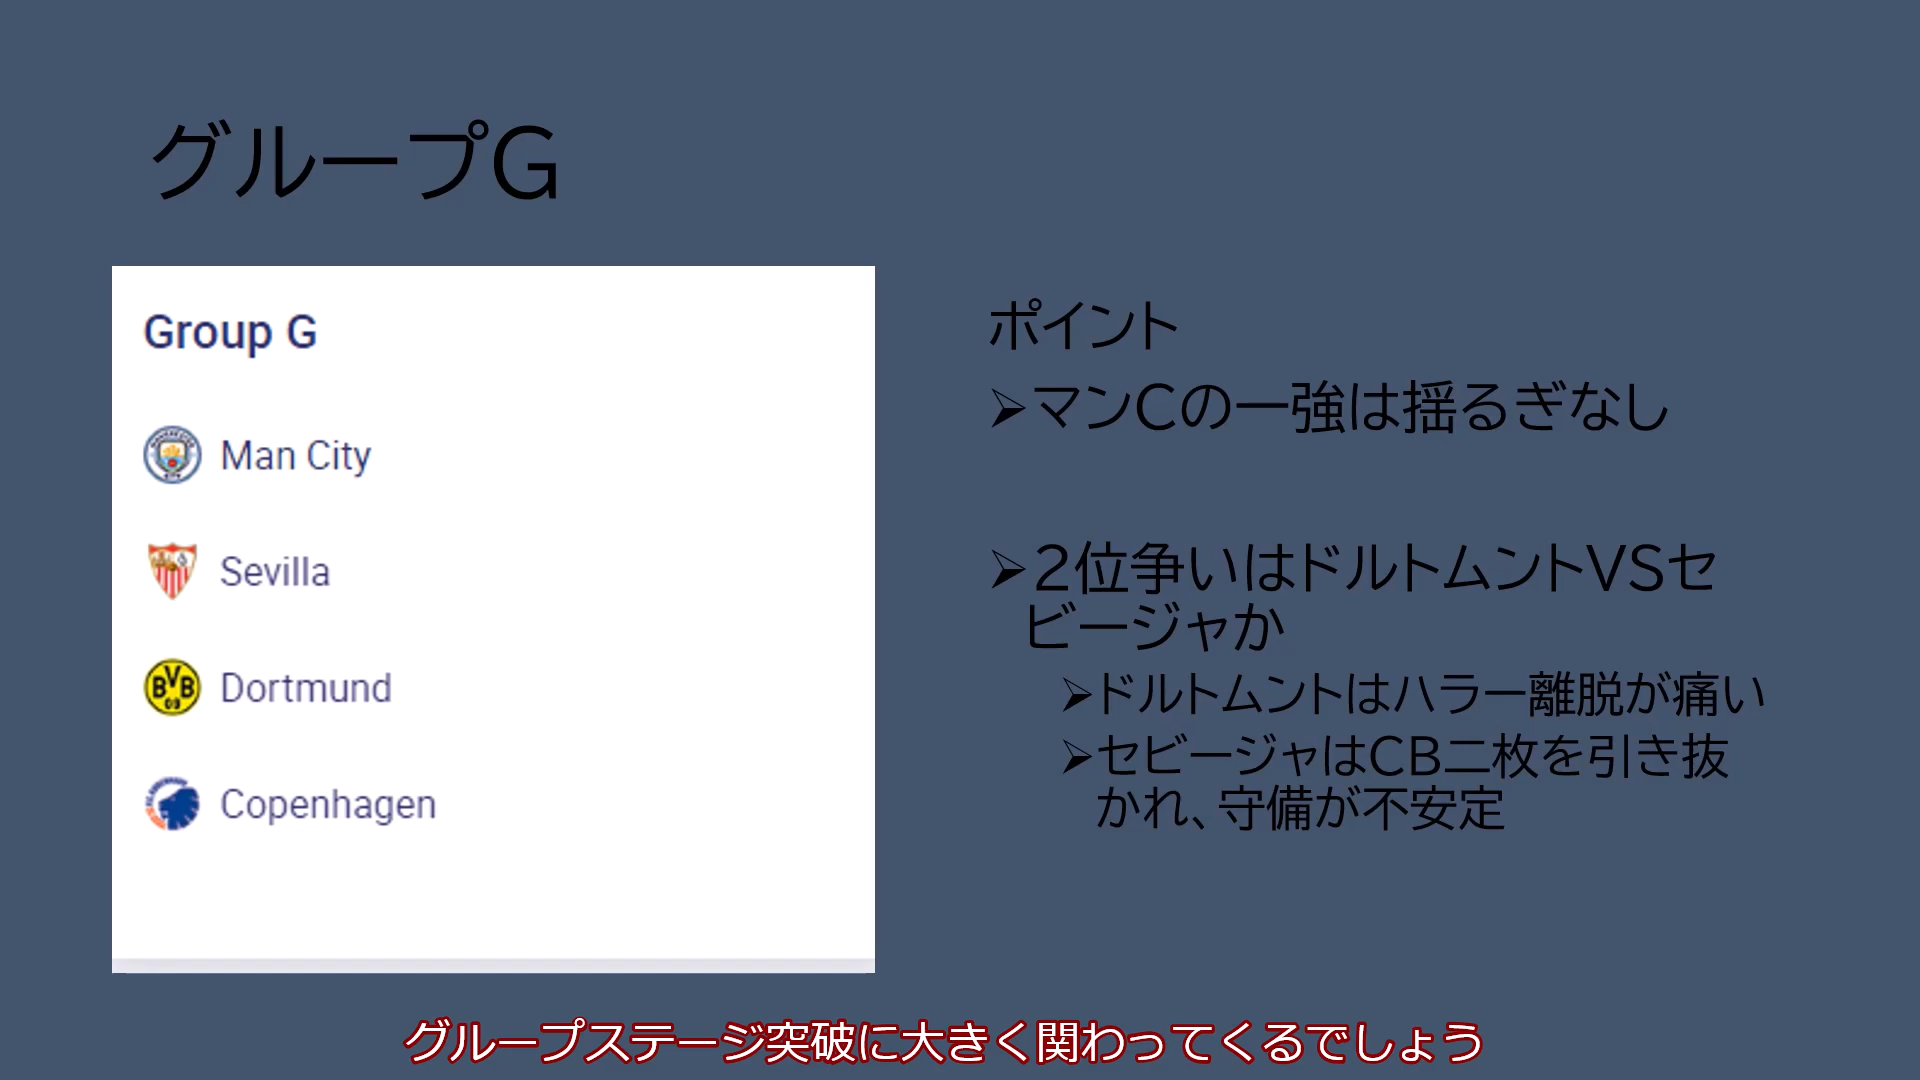 グループG
Group G
Man City
Sevilla
Dortmund
Copenhagen
ポイント
➢マンCの一強は揺るぎなし
➢2位争いはドルトムントVSセ
ビージャか
➢ドルトムントはハラー離脱が痛い
➢セビージャはCB二枚を引き抜
かれ、守備が不安定
グループステージ突破に大きく関わってくるでしょう